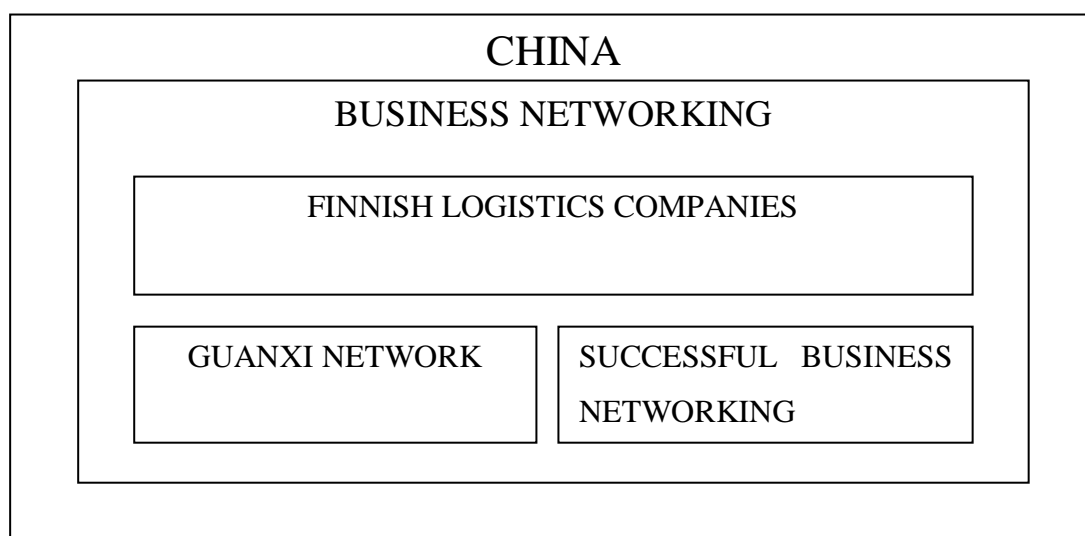 CHINA
BUSINESS NETWORKING
FINNISH LOGISTICS COMPANIES
GUANXI NETWORK
SUCCESSFUL BUSINESS
NETWORKING